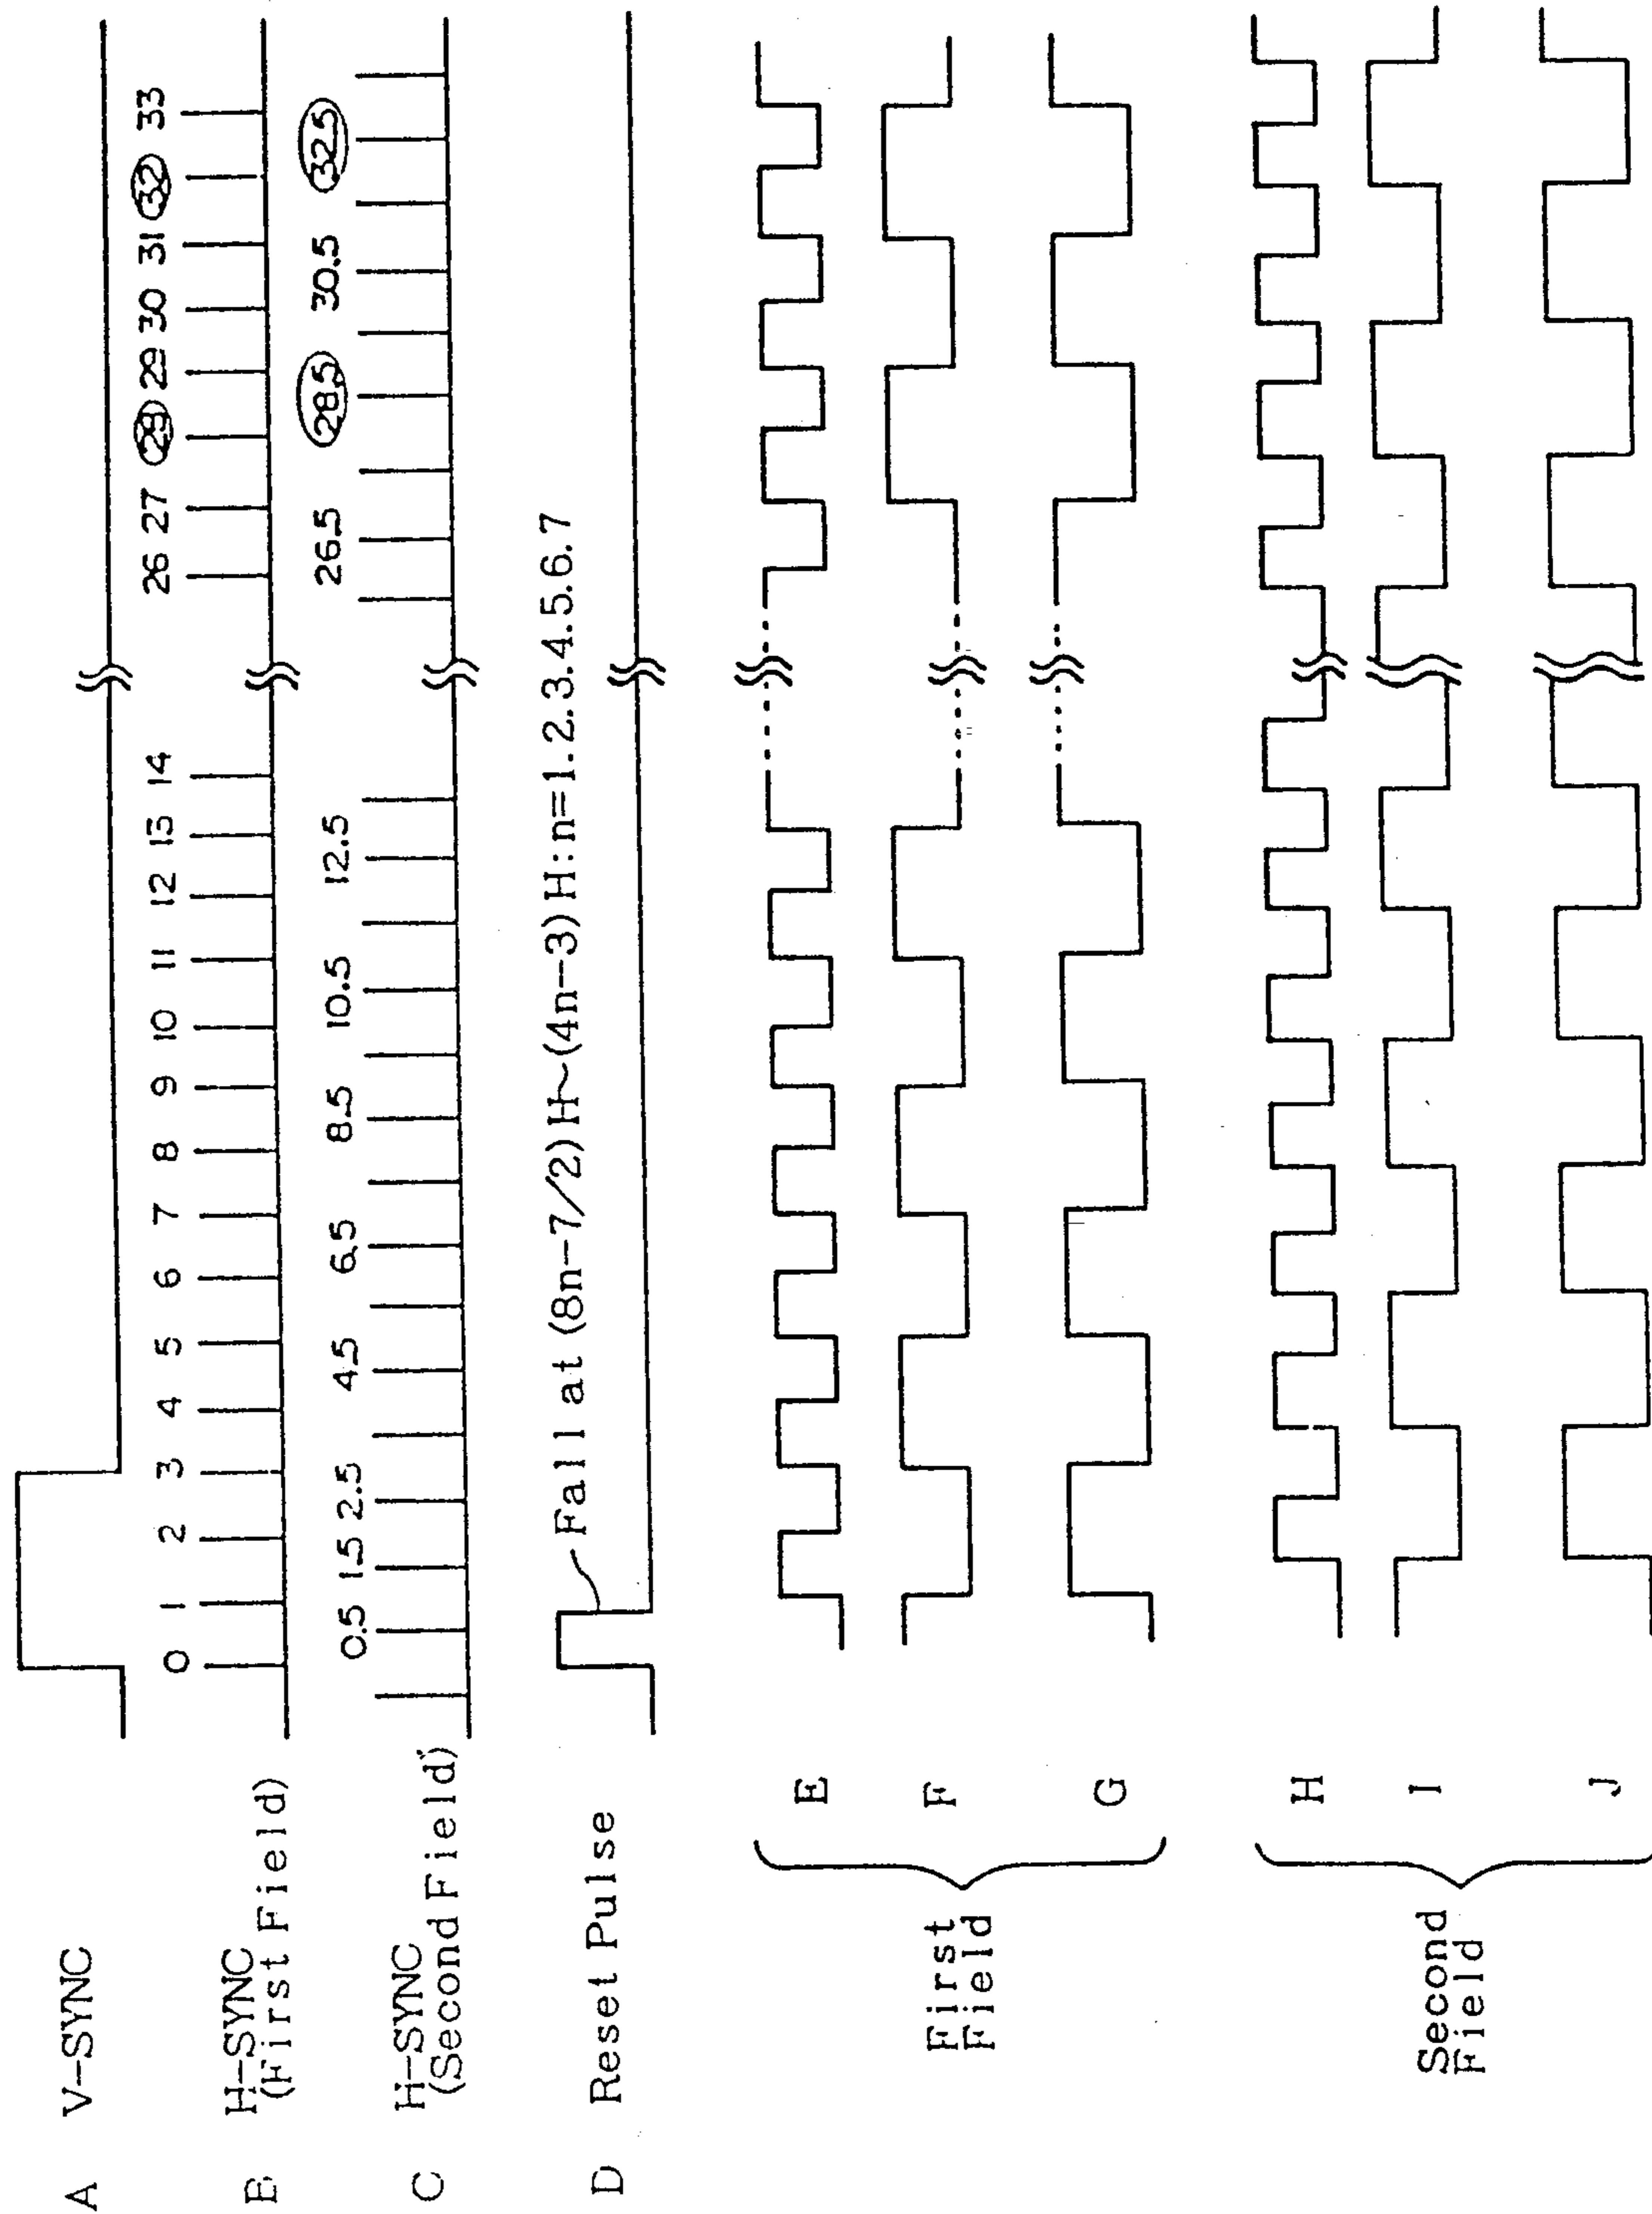 A V-SYNC
0 1 2 3 4 5 6 7 8 9 10 11 12 13 14 26 27 28 29 30 31 32 33
B H-SYNC
(First Field)
0.5 1.5 2.5 4.5 6.5 8.5 10.5 12.5 26.5 28.5 30.5 32.5
C H-SYNC
(Second Field)
D Reset Pulse
Fall at (8n-7/2)H~(4n-3)H:n=1.2.3.4.5.6.7
First
Field
E
F
G
Second
Field
H
I
J